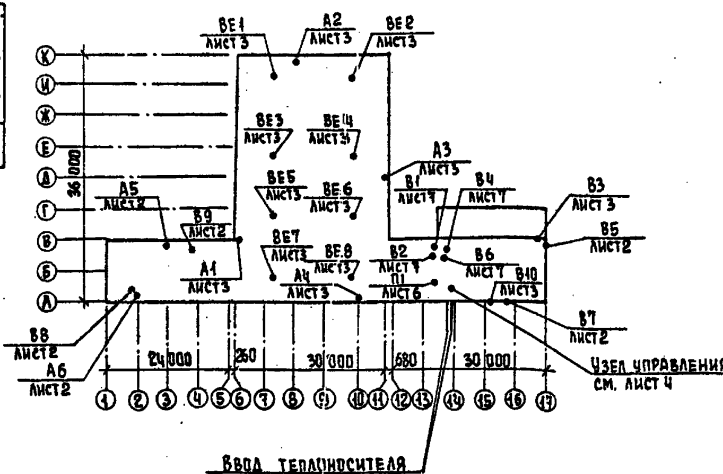 ВЕ1
ЛИСТ 3
А2
ЛИСТ 3
ВЕ2
ЛИСТ 3
К
И
Ж
Е
Д
Г
В
Б
А
36 000
ВЕ3
ЛИСТ 3
ВЕ4
ЛИСТ 3
А3
ЛИСТ 3
А5
ЛИСТ 2
В9
ЛИСТ 2
ВЕ5
ЛИСТ 3
ВЕ6
ЛИСТ 3
В1
ЛИСТ 7
В4
ЛИСТ 7
В3
ЛИСТ 3
В5
ЛИСТ 2
А1
ЛИСТ 3
ВЕ7
ЛИСТ 3
А4
ЛИСТ 3
ВЕ8
ЛИСТ 3
В2
ЛИСТ 7
В6
ЛИСТ 7
П1
ЛИСТ 6
В10
ЛИСТ 3
В8
ЛИСТ 2
А6
ЛИСТ 2
В7
ЛИСТ 2
24 000 260 30 000 680 30 000
УЗЕЛ УПРАВЛЕНИЯ
СМ. ЛИСТ 4
1 2 3 4 5 6 7 8 9 10 11 12 13 14 15 16 17
ВВОД ТЕПЛОНОСИТЕЛЯ